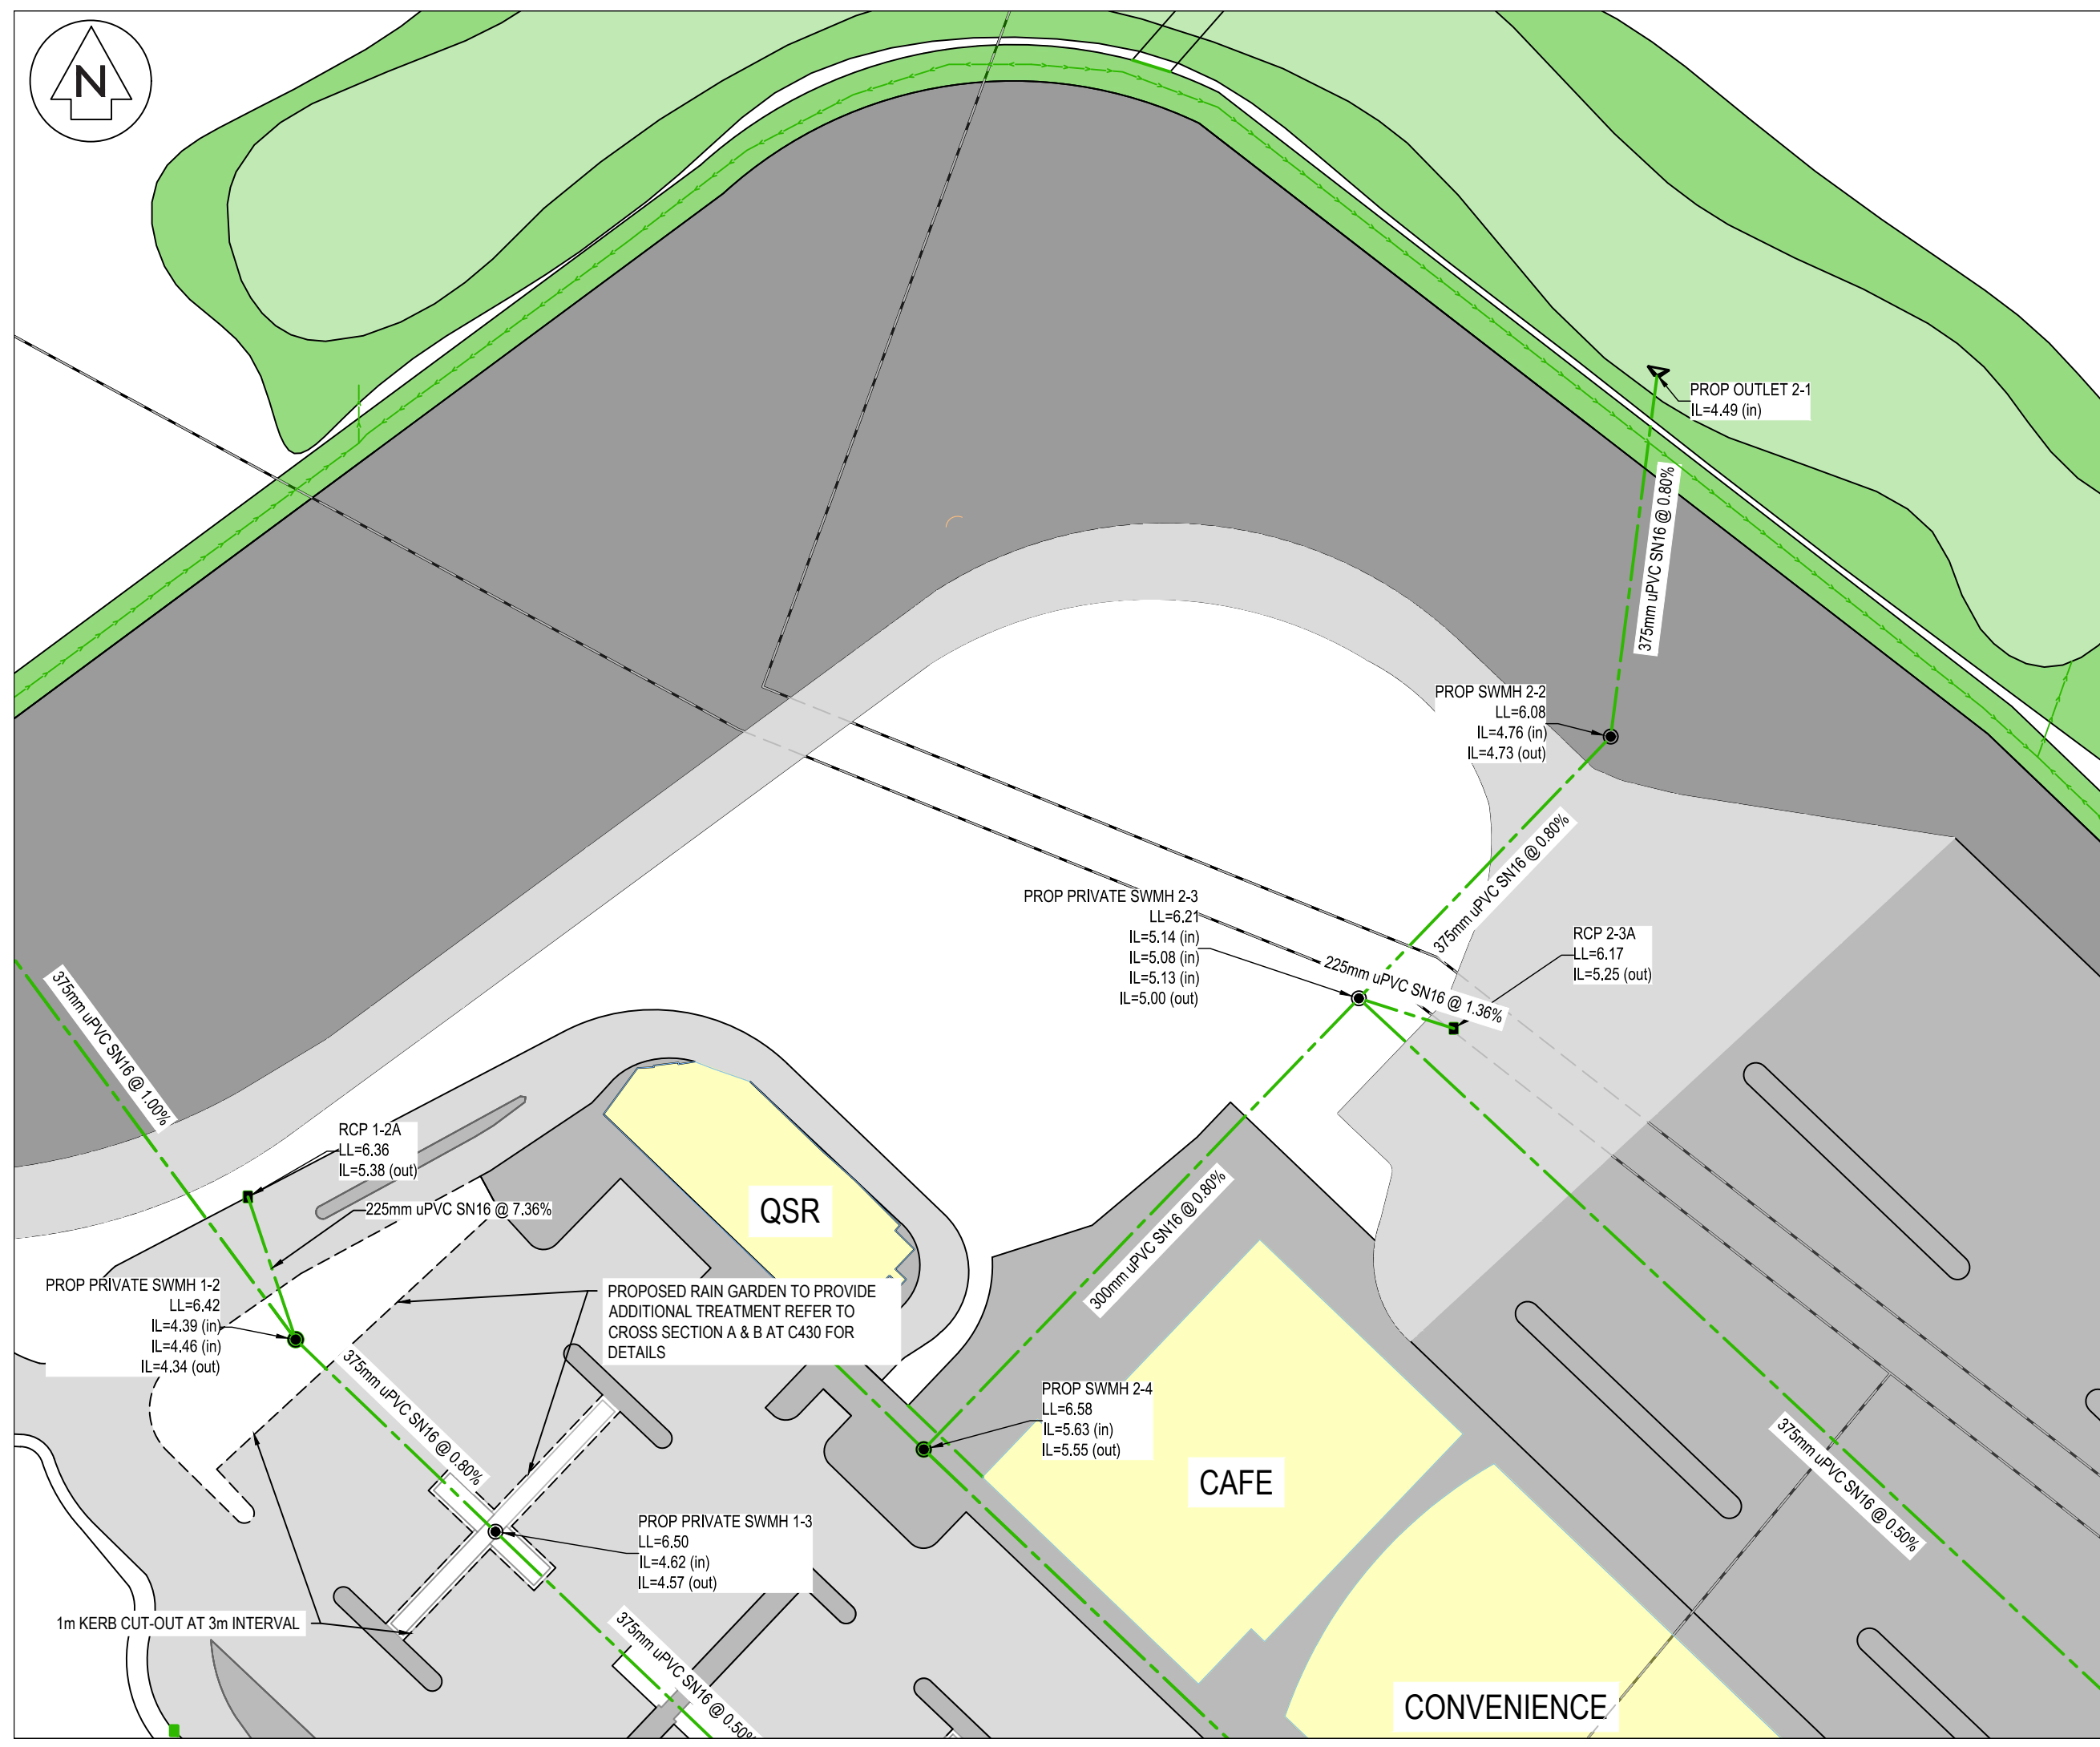 N
PROP OUTLET 2-1
IL=4.49 (in)
375mm uPVC SN16 @ 0.80%
PROP SWMH 2-2
LL=6.08
IL=4.76 (in)
IL=4.73 (out)
375mm uPVC SN16 @ 0.80%
PROP PRIVATE SWMH 2-3
LL=6.21
IL=5.14 (in)
IL=5.08 (in)
IL=5.13 (in)
IL=5.00 (out)
225mm uPVC SN16 @ 1.36%
RCP 2-3A
LL=6.17
IL=5.25 (out)
375mm uPVC SN16 @ 1.00%
RCP 1-2A
LL=6.36
IL=5.38 (out)
225mm uPVC SN16 @ 7.36%
QSR
300mm uPVC SN16 @ 0.80%
PROP PRIVATE SWMH 1-2
LL=6.42
IL=4.39 (in)
IL=4.46 (in)
IL=4.34 (out)
PROPOSED RAIN GARDEN TO PROVIDE
ADDITIONAL TREATMENT REFER TO
CROSS SECTION A & B AT C430 FOR
DETAILS
375mm uPVC SN16 @ 0.80%
PROP SWMH 2-4
LL=6.58
IL=5.63 (in)
IL=5.55 (out)
CAFE
375mm uPVC SN16 @ 0.50%
PROP PRIVATE SWMH 1-3
LL=6.50
IL=4.62 (in)
IL=4.57 (out)
1m KERB CUT-OUT AT 3m INTERVAL
375mm uPVC SN16 @ 0.50%
CONVENIENCE